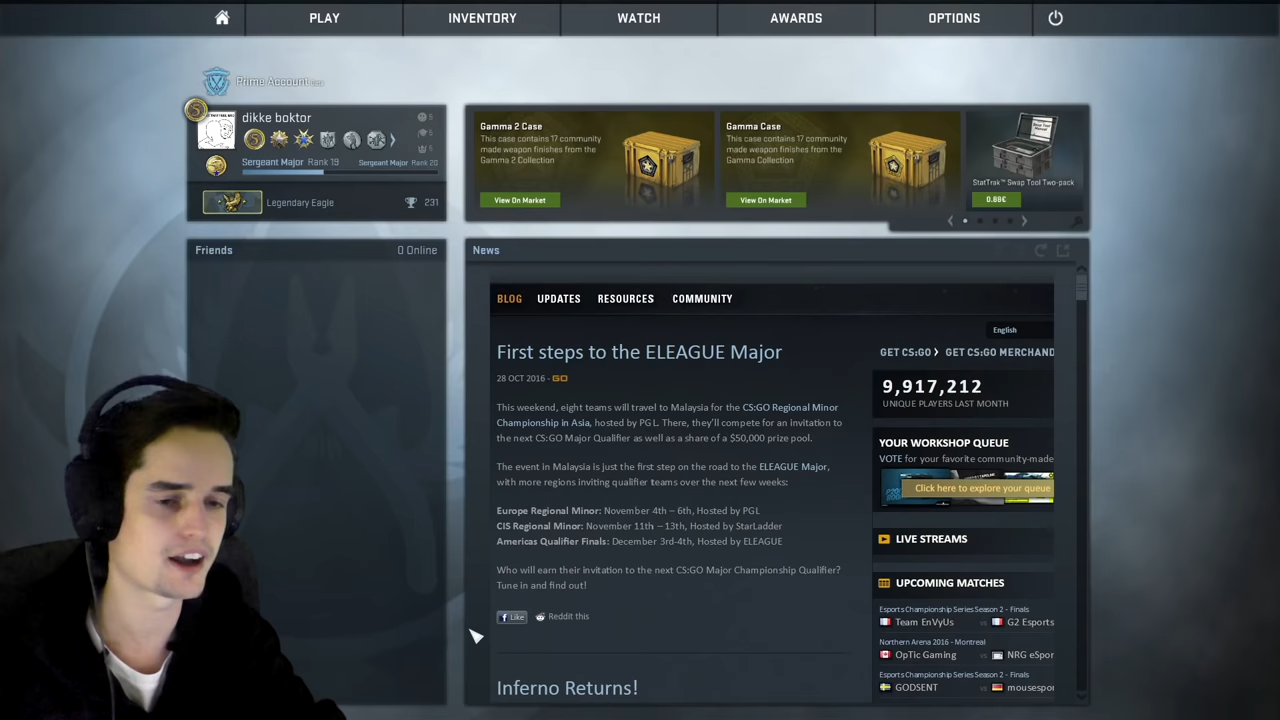 PLAY
INVENTORY
WATCH
AWARDS
OPTIONS
Prime Account
dikke boktor
Sergeant Major Rank 19
Sergeant Major Rank 20
Legendary Eagle
231
Gamma 2 Case
This case contains 17 community
made weapon finishes from the
Gamma 2 Collection
View On Market
Gamma Case
This case contains 17 community
made weapon finishes from the
Gamma Collection
View On Market
StatTrak™ Swap Tool Two-pack
0.88€
Friends
0 Online
News
BLOG UPDATES RESOURCES COMMUNITY
English
First steps to the ELEAGUE Major
28 OCT 2016 - GO
This weekend, eight teams will travel to Malaysia for the CS:GO Regional Minor
Championship in Asia, hosted by PGL. There, they'll compete for an invitation to
the next CS:GO Major Qualifier as well as a share of a $50,000 prize pool.
The event in Malaysia is just the first step on the road to the ELEAGUE Major,
with more regions inviting qualifier teams over the next few weeks:
Europe Regional Minor: November 4th – 6th, Hosted by PGL
CIS Regional Minor: November 11th – 13th, Hosted by StarLadder
Americas Qualifier Finals: December 3rd-4th, Hosted by ELEAGUE
Who will earn their invitation to the next CS:GO Major Championship Qualifier?
Tune in and find out!
Like
Reddit this
Inferno Returns!
GET CS:GO GET CS:GO MERCHAND
9,917,212
UNIQUE PLAYERS LAST MONTH
YOUR WORKSHOP QUEUE
VOTE for your favorite community-made
Click here to explore your queue
LIVE STREAMS
UPCOMING MATCHES
Esports Championship Series Season 2 - Finals
Team EnVyUs vs G2 Esports
Northern Arena 2016 - Montreal
OpTic Gaming vs NRG eSpor
Esports Championship Series Season 2 - Finals
GODSENT vs mousespor